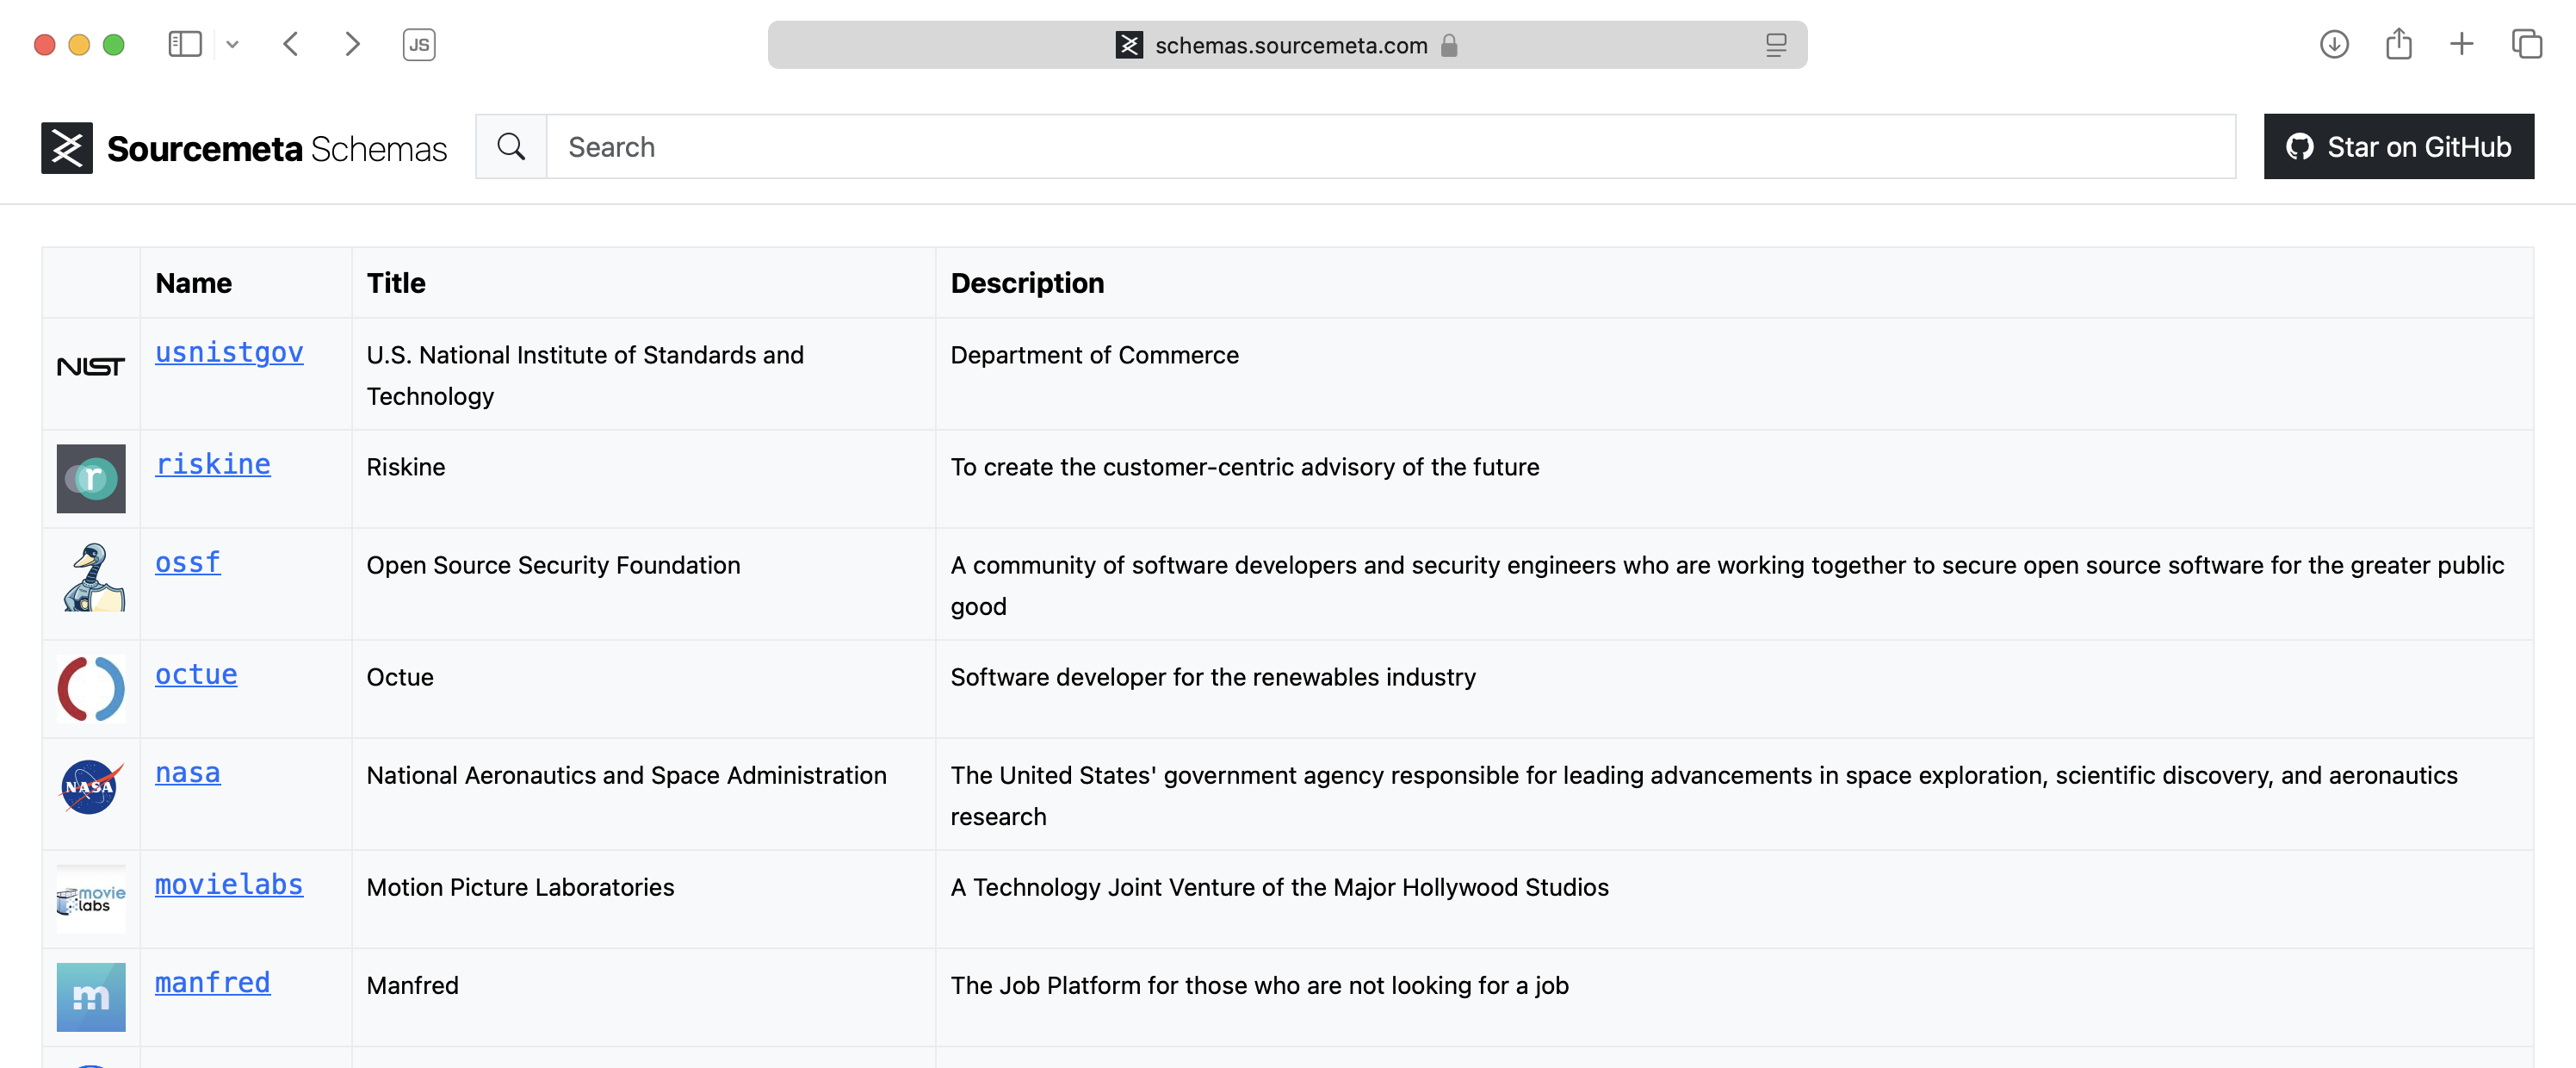 JS
schemas.sourcemeta.com
Sourcemeta Schemas
Search
Star on GitHub
Name Title Description
NIST usnistgov U.S. National Institute of Standards and Department of Commerce
Technology
r riskine Riskine To create the customer-centric advisory of the future
ossf Open Source Security Foundation A community of software developers and security engineers who are working together to secure open source software for the greater public
good
octue Octue Software developer for the renewables industry
NASA nasa National Aeronautics and Space Administration The United States' government agency responsible for leading advancements in space exploration, scientific discovery, and aeronautics
research
movie labs movielabs Motion Picture Laboratories A Technology Joint Venture of the Major Hollywood Studios
m manfred Manfred The Job Platform for those who are not looking for a job